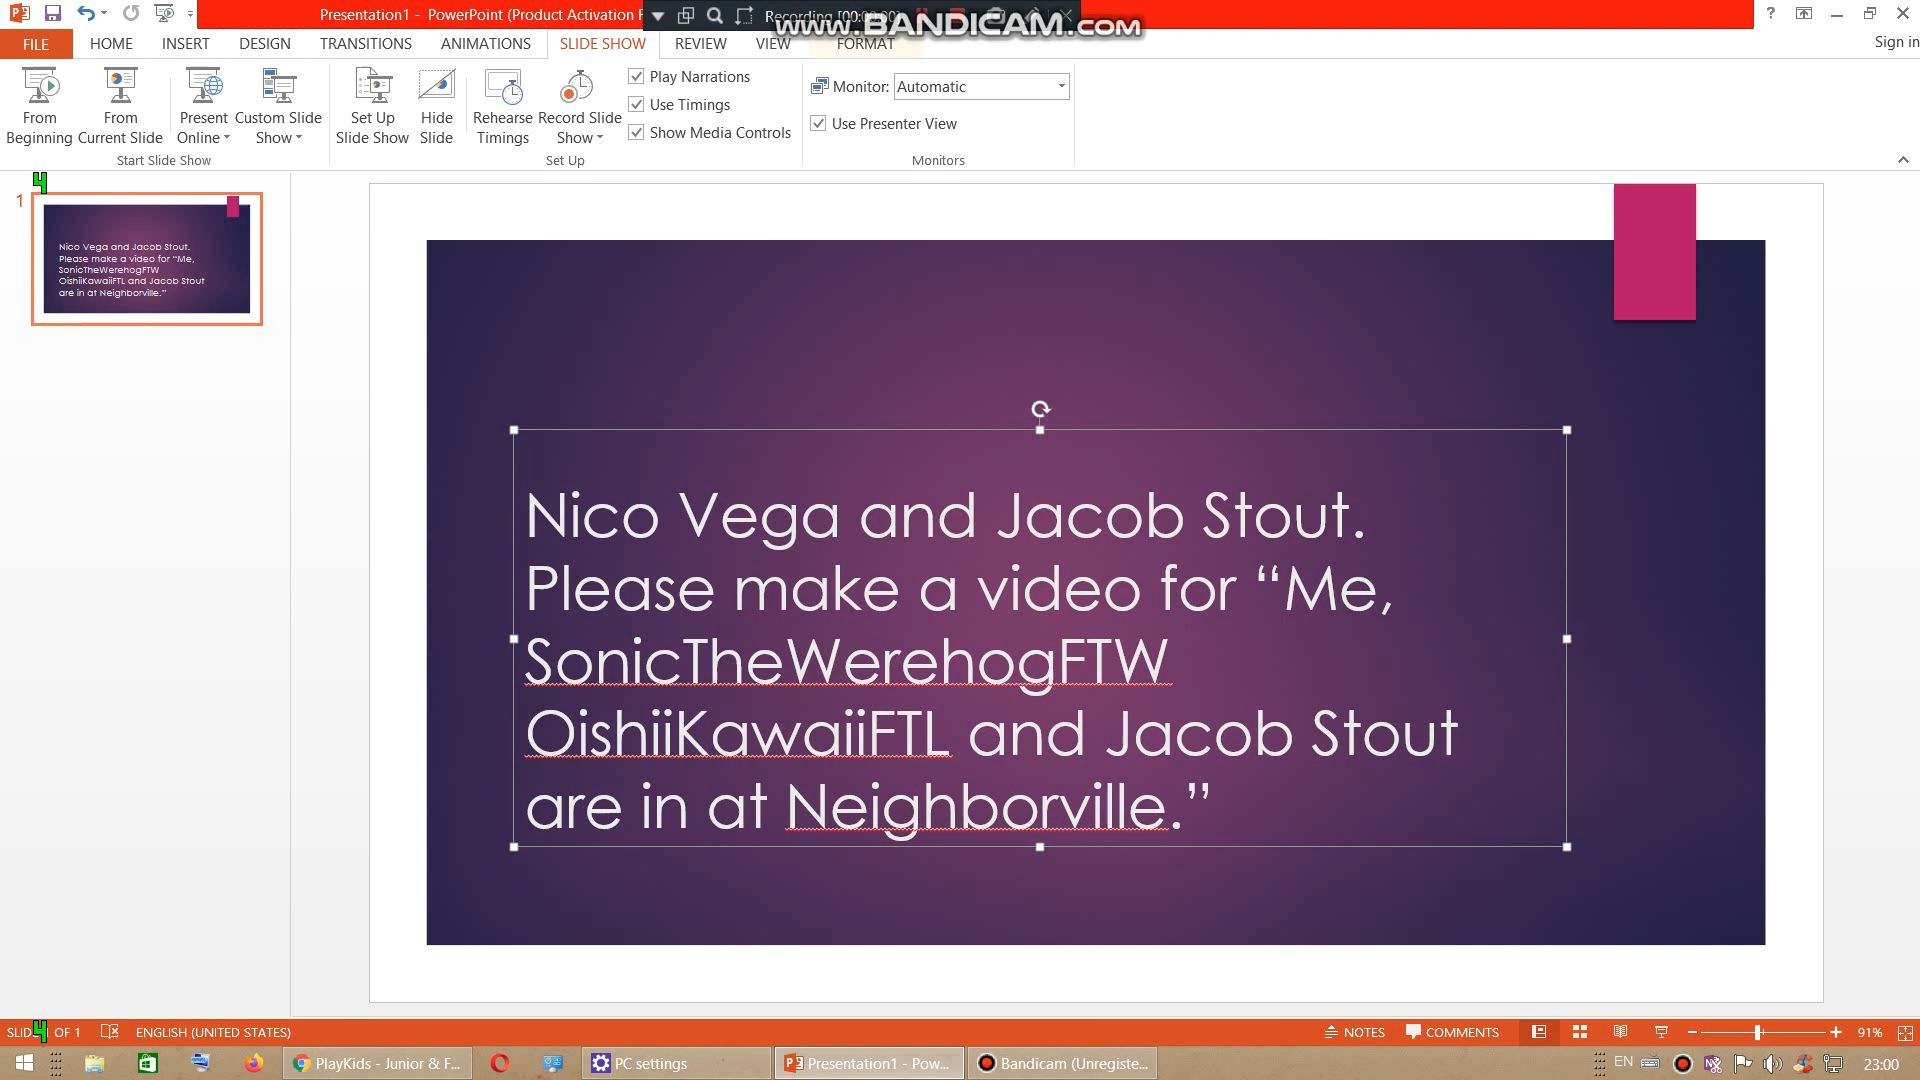 Presentation1 - PowerPoint (Product Activation F
Recording [00:00:00]
www.BANDICAM.com
FILE HOME INSERT DESIGN TRANSITIONS ANIMATIONS SLIDE SHOW REVIEW VIEW FORMAT
Sign in
From Beginning
From Current Slide
Present Online
Custom Slide Show
Start Slide Show
Set Up Slide Show
Hide Slide
Rehearse Timings
Record Slide Show
Play Narrations
Use Timings
Show Media Controls
Set Up
Monitor: Automatic
Use Presenter View
Monitors
4
1
Nico Vega and Jacob Stout.
Please make a video for “Me,
SonicTheWerehogFTW
OishiiKawaiiFTL and Jacob Stout
are in at Neighborville.”
Nico Vega and Jacob Stout.
Please make a video for “Me,
SonicTheWerehogFTW
OishiiKawaiiFTL and Jacob Stout
are in at Neighborville.”
4
OF 1 ENGLISH (UNITED STATES) NOTES COMMENTS 91%
PlayKids - Junior & F... PC settings Presentation1 - Pow... Bandicam (Unregiste... EN 23:00